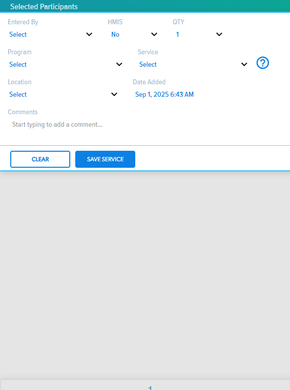 Selected Participants
Entered By HMIS QTY
Select No 1
Program Service
Select Select ?
Location Date Added
Select Sep 1, 2025 6:43 AM
Comments
Start typing to add a comment...
CLEAR SAVE SERVICE